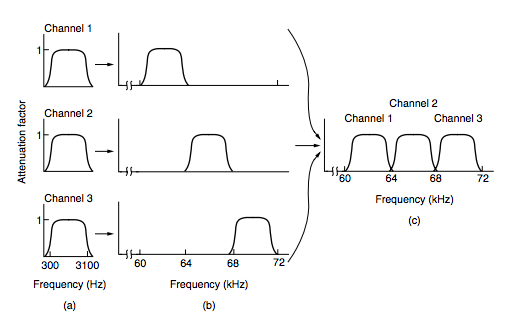 Channel 1
1
Channel 2
1
Attenuation factor
Channel 3
1
300 3100
Frequency (Hz)
(a)
60 64 68 72
Frequency (kHz)
(b)
Channel 2
Channel 1 Channel 3
60 64 68 72
Frequency (kHz)
(c)